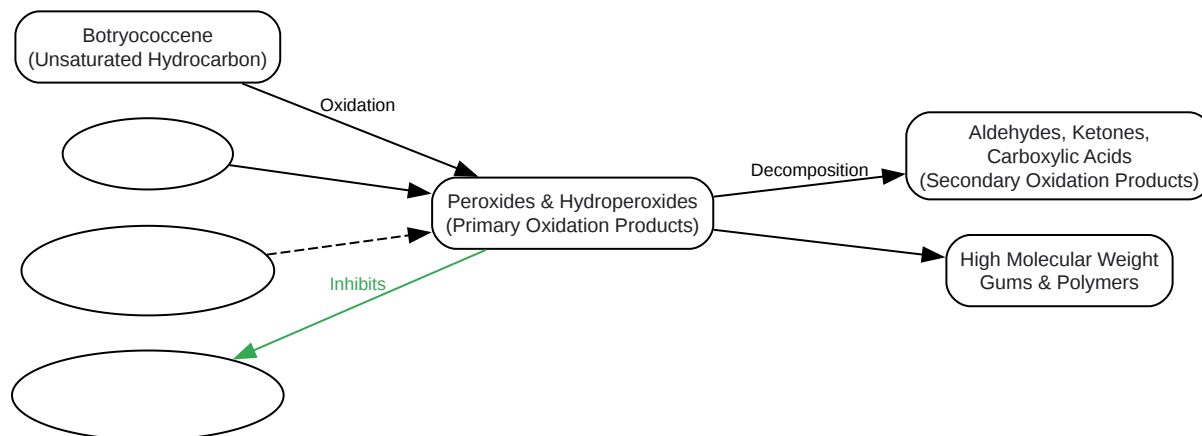 Botryococcene
(Unsaturated Hydrocarbon)
Oxidation
Peroxides & Hydroperoxides
(Primary Oxidation Products)
Inhibits
Decomposition
Aldehydes, Ketones,
Carboxylic Acids
(Secondary Oxidation Products)
High Molecular Weight
Gums & Polymers